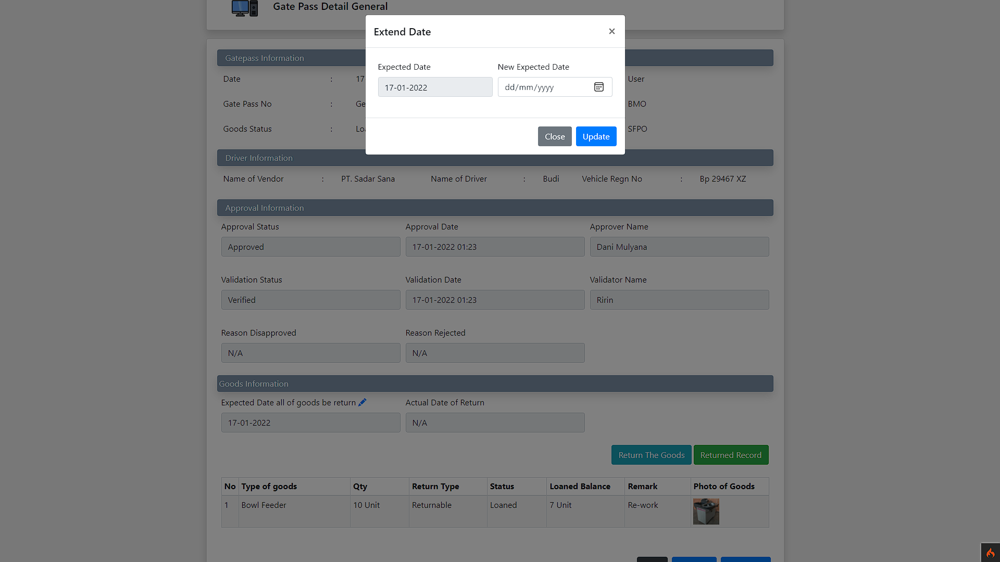 Gate Pass Detail General
Extend Date
×
Expected Date New Expected Date
17-01-2022 dd/mm/yyyy
Close Update
Gatepass Information
Date : 17 User
Gate Pass No : Ge BMO
Goods Status : Loa SFPO
Driver Information
Name of Vendor : PT. Sadar Sana Name of Driver : Budi Vehicle Regn No : Bp 29467 XZ
Approval Information
Approval Status Approval Date Approver Name
Approved 17-01-2022 01:23 Dani Mulyana
Validation Status Validation Date Validator Name
Verified 17-01-2022 01:23 Ririn
Reason Disapproved Reason Rejected
N/A N/A
Goods Information
Expected Date all of goods be return Actual Date of Return
17-01-2022 N/A
Return The Goods Returned Record
No Type of goods Qty Return Type Status Loaned Balance Remark Photo of Goods
1 Bowl Feeder 10 Unit Returnable Loaned 7 Unit Re-work